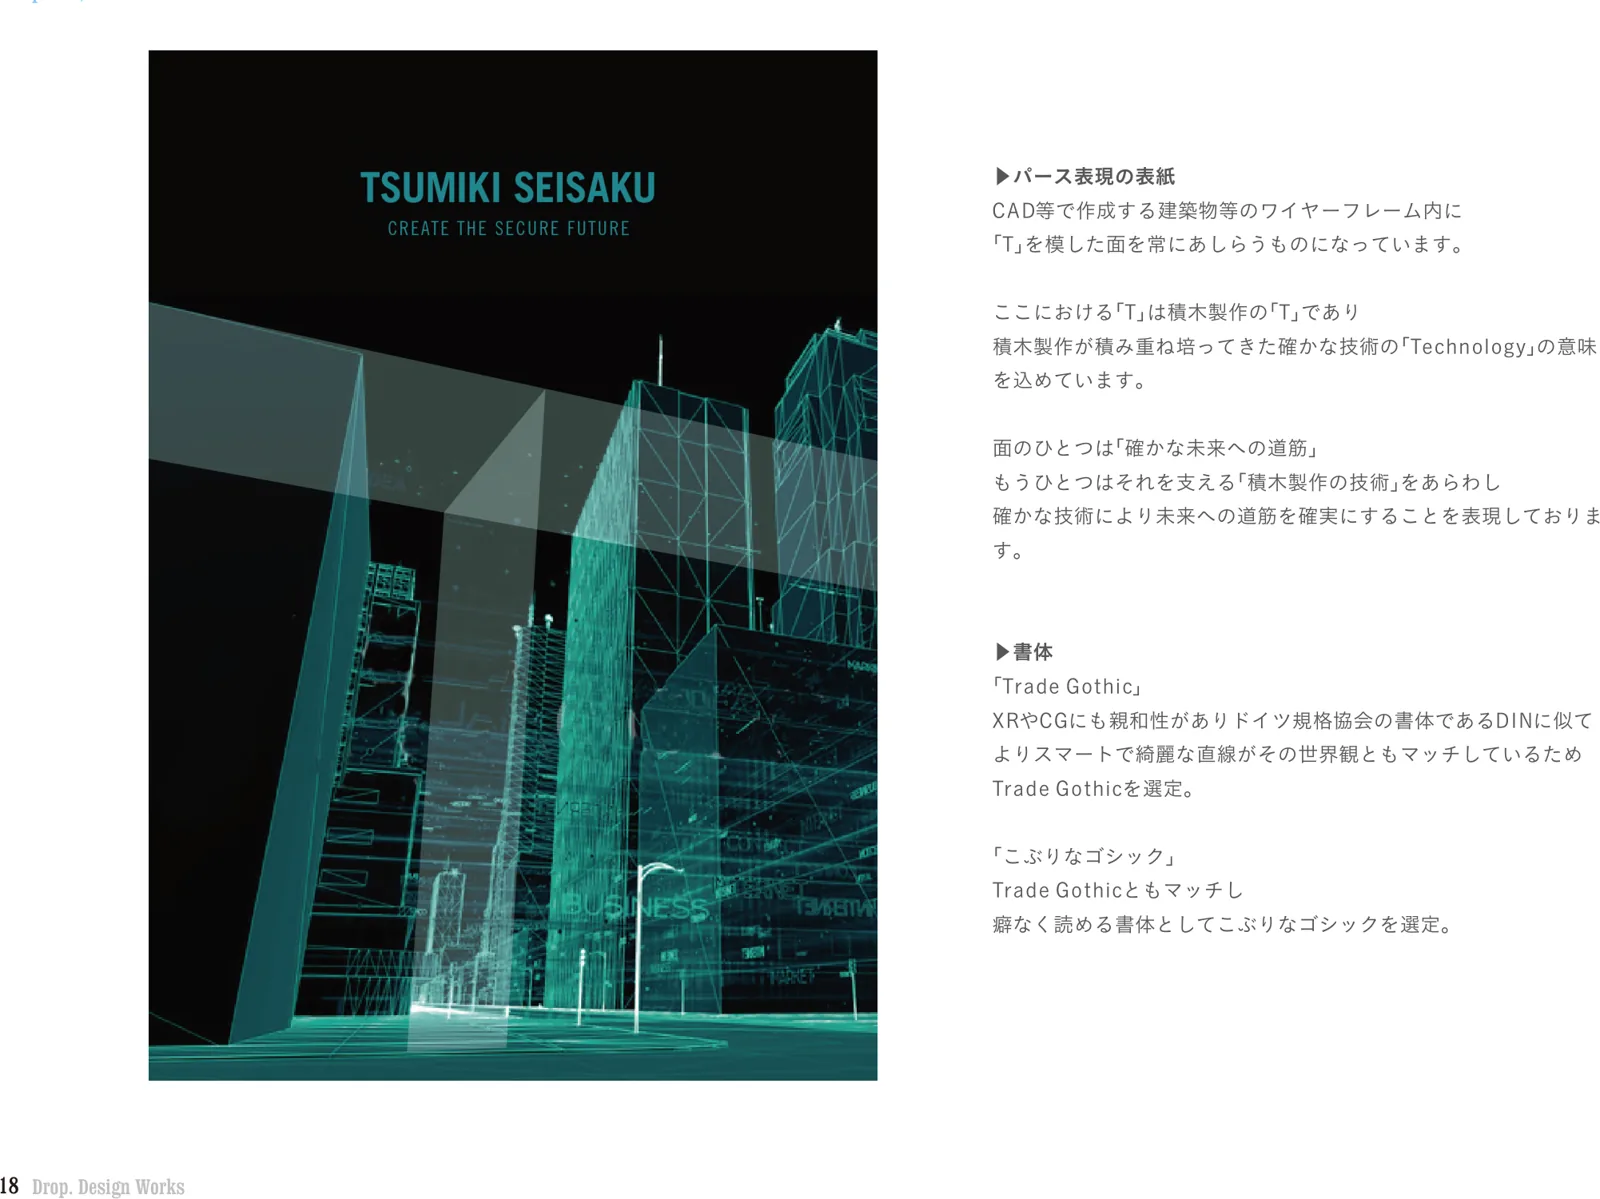 TSUMIKI SEISAKU
CREATE THE SECURE FUTURE
BUSINESS
INTERNET
MARKET
▶パース表現の表紙
CAD等で作成する建築物等のワイヤーフレーム内に
「T」を模した面を常にあしらうものになっています。
ここにおける「T」は積木製作の「T」であり
積木製作が積み重ね培ってきた確かな技術の「Technology」の意味
を込めています。
面のひとつは「確かな未来への道筋」
もうひとつはそれを支える「積木製作の技術」をあらわし
確かな技術により未来への道筋を確実にすることを表現しておりま
す。
▶書体
「Trade Gothic」
XRやCGにも親和性がありドイツ規格協会の書体であるDINに似て
よりスマートで綺麗な直線がその世界観ともマッチしているため
Trade Gothicを選定。
「こぶりなゴシック」
Trade Gothicともマッチし
癖なく読める書体としてこぶりなゴシックを選定。
18 Drop. Design Works